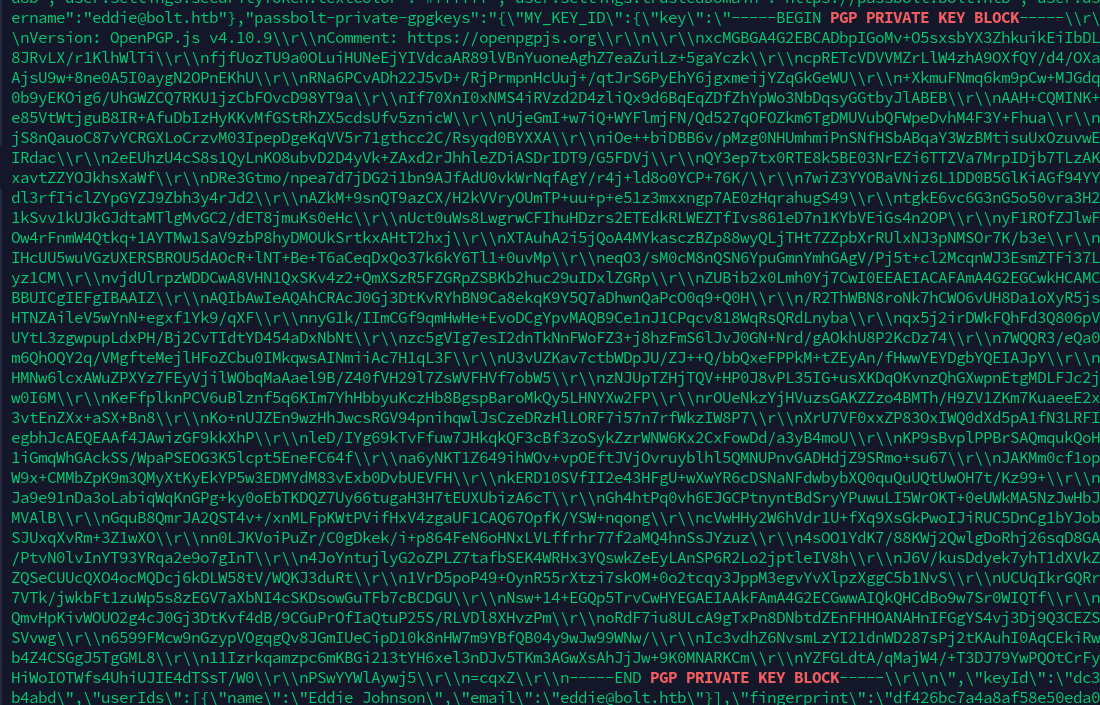 ername":"eddie@bolt.htb"},"passbolt-private-gpgkeys":"{\"MY_KEY_ID\":{\"key\":\"-----BEGIN PGP PRIVATE KEY BLOCK-----\\r\
\nVersion: OpenPGP.js v4.10.9\\r\\nComment: https://openpgpjs.org\\r\\n\\r\\nxcMGBGA4G2EBCADbpIGoMv+O5sxsbYX3ZhkuikEiIbDL
8JRvLX/r1KlhWlTi\\r\\nfjfUozTU9a0OLuiHUNeEjYIVdcaAR89lVBnYuoneAghZ7eaZuiLz+5gaYczk\\r\\ncpRETcVDVVMZrLlW4zhA9OXfQY/d4/OXa
AjsU9w+8ne0A5I0aygN2OPnEKhU\\r\\nRNa6PCvADh22J5vD+/RjPrmpnHcUuj+/qtJrS6PyEhY6jgxmeijYZqGkGeWU\\r\\n+XkmuFNmq6km9pCw+MJGdq
0b9yEKOig6/UhGWZCQ7RKU1jzCbFOvcD98YT9a\\r\\nIf70XnI0xNMS4iRVzd2D4zliQx9d6BqEqZDfZhYpWo3NbDqsyGGtbyJlABEB\\r\\nAAH+CQMINK+
e85VtWtjguB8IR+AfuDbIzHyKKvMfGStRhZX5cdsUfv5znicW\\r\\nUjeGmI+w7iQ+WYFlmjFN/Qd527qOFOZkm6TgDMUVubQFWpeDvhM4F3Y+Fhua\\r\\n
jS8nQauoC87vYCRGXLoCrzvM03IpepDgeKqVV5r71gthcc2C/Rsyqd0BYXXA\\r\\niOe++biDBB6v/pMzg0NHUmhmiPnSNfHSbABqaY3WzBMtisuUxOzuvwE
IRdac\\r\\n2eEUhzU4cS8s1QyLnKO8ubvD2D4yVk+ZAxd2rJhhleZDiASDrIDT9/G5FDVj\\r\\nQY3ep7tx0RTE8k5BE03NrEZi6TTZVa7MrpIDjb7TLzAK
xavtZZYOJkhsXaWf\\r\\nDRe3Gtmo/npea7d7jDG2i1bn9AJfAdU0vkWrNqfAgY/r4j+ld8o0YCP+76K/\\r\\n7wiZ3YYOBaVNiz6L1DD0B5GlKiAGf94YY
dl3rfIiclZYpGYZJ9Zbh3y4rJd2\\r\\nAZkM+9snQT9azCX/H2kVVryOUmTP+uu+p+e51z3mxxngp7AE0zHqrahugS49\\r\\ntgkE6vc6G3nG5o50vra3H2
1kSvv1kUJkGJdtaMTlgMvGC2/dET8jmuKs0eHc\\r\\nUct0uWs8LwgrwCFIhuHDzrs2ETEdkRLWEZTfIvs861eD7n1KYbVEiGs4n2OP\\r\\nyF1ROfZJlwF
Ow4rFnmW4Qtkq+1AYTMw1SaV9zbP8hyDMOUkSrtkxAHtT2hxj\\r\\nXTAuhA2i5jQoA4MYkasczBZp88wyQLjTHt7ZZpbXrRUlxNJ3pNMSOr7K/b3e\\r\\n
IHcUU5wuVGzUXERSBROU5dAOcR+lNT+Be+T6aCeqDxQo37k6kY6Tl1+0uvMp\\r\\nneqO3/sM0cM8nQSN6YpuGmnYmhGAgV/Pj5t+cl2McqnWJ3EsmZTFi37L
yz1CM\\r\\nvjdUlrpzWDDCwA8VHN1QxSKv4z2+QmXSzR5FZGRpZSBKb2huc29uIDxlZGRp\\r\\nZUBib2x0Lmh0Yj7CwI0EEAEIACAFAmA4G2EGCwkHCAMC
BBUICgIEFgIBAAIZ\\r\\nAQIbAwIeAQAhCRAcJ0Gj3DtKvRYhBN9Ca8ekqK9Y5Q7aDhwnQaPcO0q9+Q0H\\r\\n/R2ThWBN8roNk7hCWO6vUH8Da1oXyR5js
HTNZAileV5wYnN+egxf1Yk9/qXF\\r\\nnyG1k/IImCGf9qmHwHe+EvoDCgYpvMAQB9Ce1nJ1CPqcv818WqRsQRdLnyba\\r\\nqx5j2irDWkFQhFd3Q806pV
UYtL3zgwpupLdxPH/Bj2CvTIdtYD454aDxNbNt\\r\\nzc5gVIg7esI2dnTkNnFWoFZ3+j8hzFmS6lJvJ0GN+Nrd/gAOkhU8P2KcDz74\\r\\n7WQQR3/eQa0
m6QhOQY2q/VMgfteMejlHFoZCbu0IMkqwsAINmiiAc7H1qL3F\\r\\nU3vUZKav7ctbWDpJU/ZJ++Q/bbQxeFPPkM+tZEyAn/fHwwYEYDgbYQEIAJpY\\r\\n
HMNw6lcxAWuZPXYz7FEyVjilWObqMaAael9B/Z40fVH29l7ZsWVFHVf7obW5\\r\\nzNJUpTZHjTQV+HP0J8vPL35IG+usXKDqOKvnzQhGXwpnEtgMDLFJc2j
w0I6M\\r\\nKeFfplknPCV6uBlznf5q6KIm7YhHbbyuKczHb8BgspBaroMkQy5LHNYXw2FP\\r\\nrOUeNkzYjHVuzsGAKZZzo4BMTh/H9ZV1ZKm7KuaeeE2x
3vtEnZXx+aSX+Bn8\\r\\nKo+nUJZEn9wzHhJwcsRGV94pnihqwlJsCzeDRzHlLORF7i57n7rfWkzIW8P7\\r\\nXrU7VF0xxZP83OxIWQ0dXd5pA1fN3LRFI
egbhJcAEQEAAf4JAwizGF9kkXhP\\r\\nleD/IYg69kTvFfuw7JHkqkQF3cBf3zoSykZzrWNW6Kx2CxFowDd/a3yB4moU\\r\\nKP9sBvplPPBrSAQmqukQoH
1iGmqWhGAckSS/WpaPSEOG3K5lcpt5EneFC64f\\r\\na6yNKT1Z649ihWOv+vpOEftJVjOvruyblhl5QMNUPnvGADHdjZ9SRmo+su67\\r\\nJAKMm0cf1op
W9x+CMMbZpK9m3QMyXtKyEkYP5w3EDMYdM83vExb0DvbUEVFH\\r\\nkERD10SVfII2e43HFgU+wXwYR6cDSNaNFdwbybXQ0quQuUQtUwOH7t/Kz99+\\r\\n
Ja9e91nDa3oLabiqWqKnGPg+ky0oEbTKDQZ7Uy66tugaH3H7tEUXUbizA6cT\\r\\nGh4htPq0vh6EJGCPtnyntBdSryYPuwuLI5WrOKT+0eUWkMA5NzJwHbJ
MVAlB\\r\\nGquB8QmrJA2QST4v+/xnMLFpKWtPVifHxV4zgaUF1CAQ67OpfK/YSW+nqong\\r\\ncVwHHy2W6hVdr1U+fXq9XsGkPwoIJiRUC5DnCg1bYJob
SJUxqXvRm+3Z1wXO\\r\\nn0LJKVoiPuZr/C0gDkek/i+p864FeN6oHNxLVLffrhr77f2aMQ4hnSsJYzuz\\r\\n4sOO1YdK7/88KWj2QwlgDoRhj26sqD8GA
/PtvN0lvInYT93YRqa2e9o7gInT\\r\\n4JoYntujlyG2oZPLZ7tafbSEK4WRHx3YQswkZeEyLAnSP6R2Lo2jptleIV8h\\r\\nJ6V/kusDdyek7yhT1dXVkZ
ZQSeCUUcQXO4ocMQDcj6kDLW58tV/WQKJ3duRt\\r\\n1VrD5poP49+OynR55rXtzi7skOM+0o2tcqy3JppM3egvYvXlpzXggC5b1NvS\\r\\nUCUqIkrGQRr
7VTk/jwkbFt1zuWp5s8zEGV7aXbNI4cSKDsowGuTFb7cBCDGU\\r\\nNsw+14+EGQp5TrvCwHYEGAEIAAkFAmA4G2ECGwwAIQkQHCdBo9w7Sr0WIQTf\\r\\n
QmvHpKivWOUO2g4cJ0Gj3DtKvf4dB/9CGuPrOfIaQtuP25S/RLVDl8XHvzPm\\r\\noRdF7iu8ULcA9gTxPn8DNbtdZEnFHHOANAHnIFGgYS4vj3Dj9Q3CEZS
SVvwg\\r\\n6599FMcw9nGzypVOgqgQv8JGmIUeCipD10k8nHW7m9YBfQB04y9wJw99WNw/\\r\\nIc3vdhZ6NvsmLzYI21dnWD287sPj2tKAuhI0AqCEkiRw
b4Z4CSGgJ5TgGML8\\r\\n11Izrkqamzpc6mKBGi213tYH6xel3nDJv5TKm3AGwXsAhJjJw+9K0MNARKCm\\r\\nYZFGLdtA/qMajW4/+T3DJ79YwPQOtCrFy
HiWoIOTWfs4UhiUJIE4dTSsT/W0\\r\\nPSwYYWlAywj5\\r\\n=cqxZ\\r\\n-----END PGP PRIVATE KEY BLOCK-----\\r\\n\",\"keyId\":\"dc3
b4abd\",\"userIds\":[{\"name\":\"Eddie Johnson\",\"email\":\"eddie@bolt.htb\"}],\"fingerprint\":\"df426bc7a4a8af58e50eda0